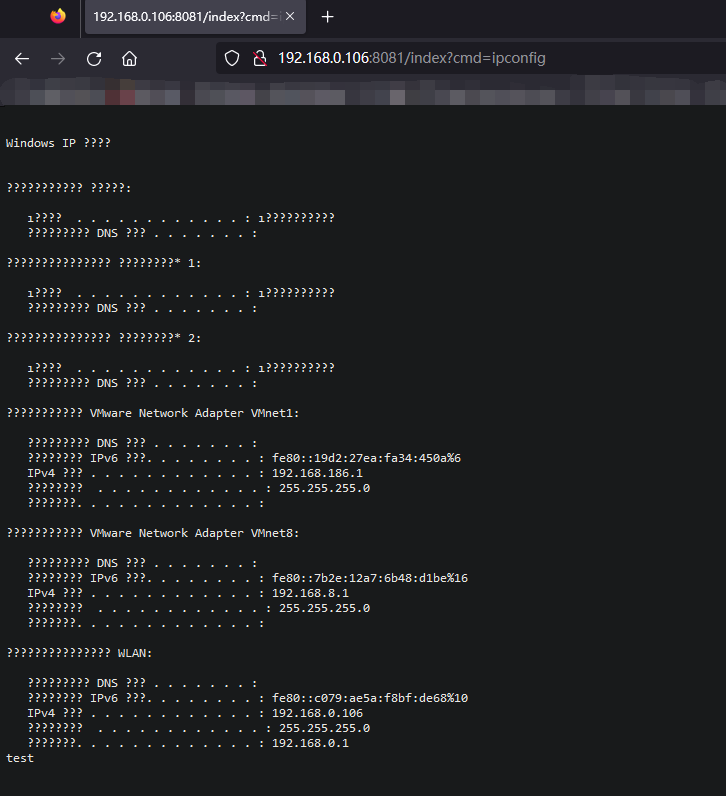 192.168.0.106:8081/index?cmd=i
192.168.0.106:8081/index?cmd=ipconfig
Windows IP ????
??????????? ?????:
ı???? . . . . . . . . . . . . : ı??????????
????????? DNS ??? . . . . . . . :
??????????????? ????????* 1:
ı???? . . . . . . . . . . . . : ı??????????
????????? DNS ??? . . . . . . . :
??????????????? ????????* 2:
ı???? . . . . . . . . . . . . : ı??????????
????????? DNS ??? . . . . . . . :
??????????? VMware Network Adapter VMnet1:
????????? DNS ??? . . . . . . . :
???????? IPv6 ???. . . . . . . . : fe80::19d2:27ea:fa34:450a%6
IPv4 ??? . . . . . . . . . . . . : 192.168.186.1
???????? . . . . . . . . . . . . : 255.255.255.0
???????. . . . . . . . . . . . . :
??????????? VMware Network Adapter VMnet8:
????????? DNS ??? . . . . . . . :
???????? IPv6 ???. . . . . . . . : fe80::7b2e:12a7:6b48:d1be%16
IPv4 ??? . . . . . . . . . . . . : 192.168.8.1
???????? . . . . . . . . . . . . : 255.255.255.0
???????. . . . . . . . . . . . . :
??????????????? WLAN:
????????? DNS ??? . . . . . . . :
???????? IPv6 ???. . . . . . . . : fe80::c079:ae5a:f8bf:de68%10
IPv4 ??? . . . . . . . . . . . . : 192.168.0.106
???????? . . . . . . . . . . . . : 255.255.255.0
???????. . . . . . . . . . . . . : 192.168.0.1
test